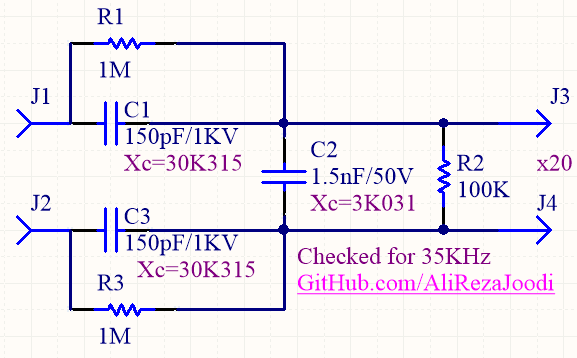 R1
1M
J1
C1
150pF/1KV
Xc=30K315
J3
C2
1.5nF/50V
Xc=3K031
R2
100K
x20
J2
C3
150pF/1KV
Xc=30K315
J4
R3
1M
Checked for 35KHz
GitHub.com/AliRezaJoodi